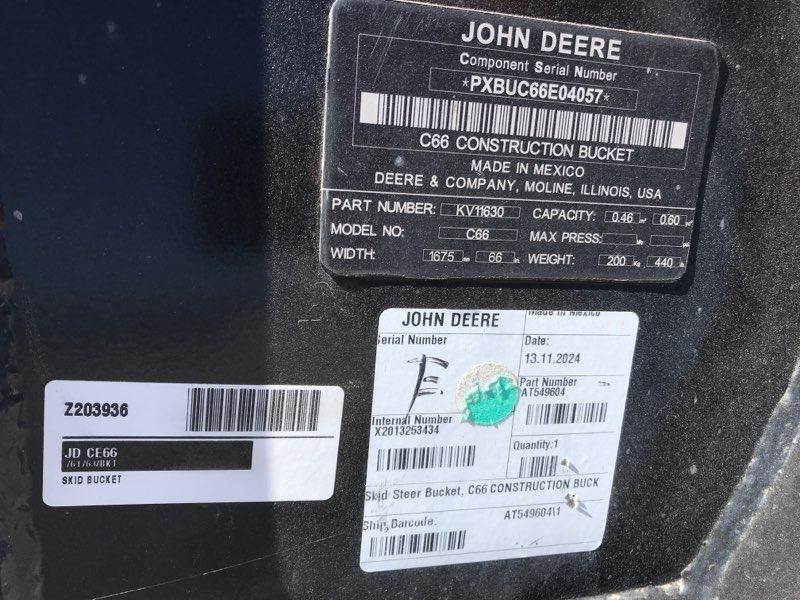 JOHN DEERE
Component Serial Number
*PXBUC66E04057*
C66 CONSTRUCTION BUCKET
MADE IN MEXICO
DEERE & COMPANY, MOLINE, ILLINOIS, USA
PART NUMBER: KV11630 CAPACITY: 0.46 0.60
MODEL NO: C66 MAX PRESS:
WIDTH: 1675 66 WEIGHT: 200 Kg 440
JOHN DEERE
Made in Mexico
Serial Number
Date:
13.11.2024
E
Part Number
AT549604
Internal Number
X2013253434
Quantity:1
Skid Steer Bucket, C66 CONSTRUCTION BUCK
Ship Barcode: AT549604\1
Z203936
JD CE66
SKID BUCKET